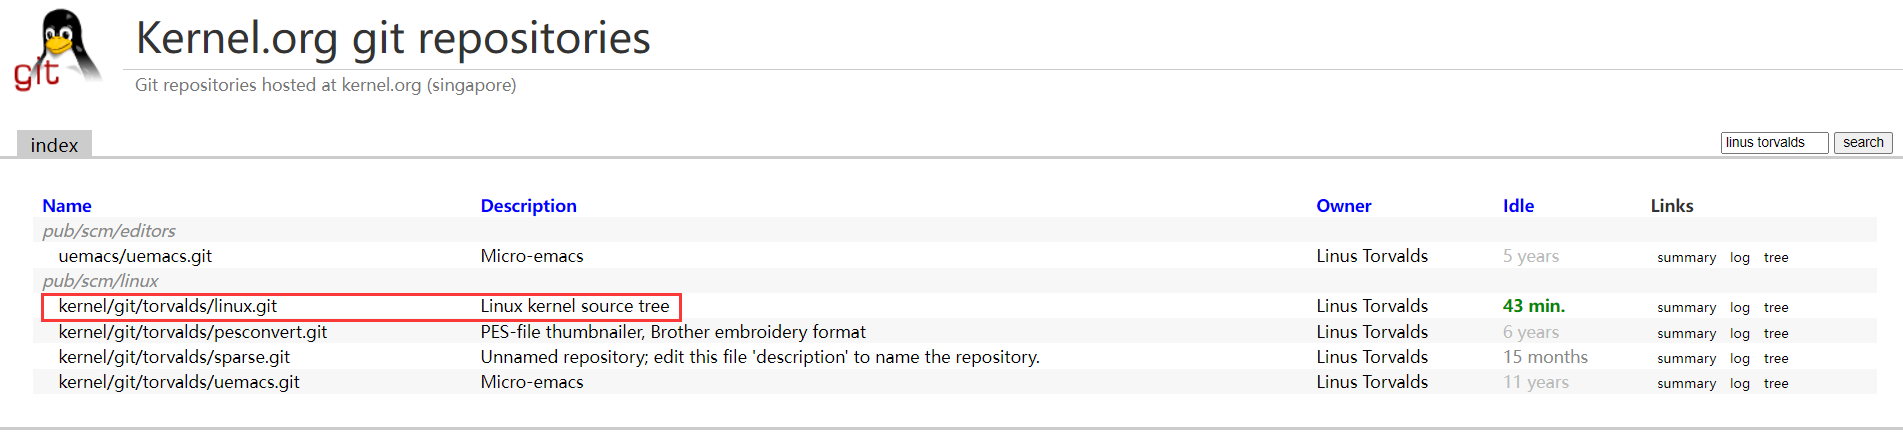 git
Kernel.org git repositories
Git repositories hosted at kernel.org (singapore)
index
linus torvalds search
Name Description Owner Idle Links
pub/scm/editors
uemacs/uemacs.git Micro-emacs Linus Torvalds 5 years summary log tree
pub/scm/linux
kernel/git/torvalds/linux.git Linux kernel source tree Linus Torvalds 43 min. summary log tree
kernel/git/torvalds/pesconvert.git PES-file thumbnailer, Brother embroidery format Linus Torvalds 6 years summary log tree
kernel/git/torvalds/sparse.git Unnamed repository; edit this file 'description' to name the repository. Linus Torvalds 15 months summary log tree
kernel/git/torvalds/uemacs.git Micro-emacs Linus Torvalds 11 years summary log tree